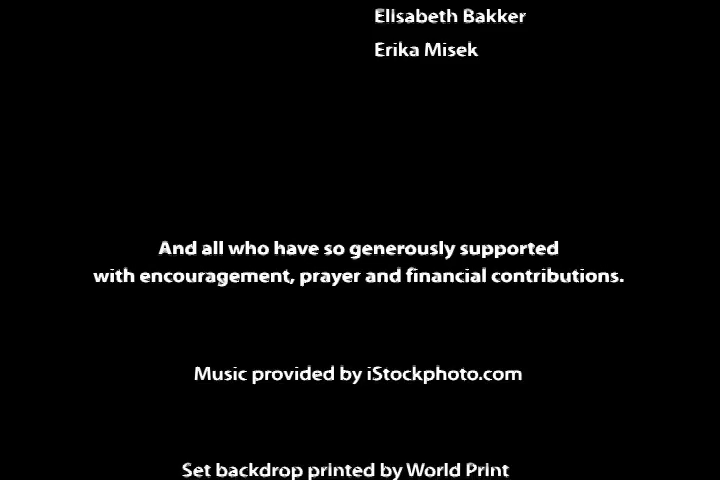 Elisabeth Bakker
Erika Misek
And all who have so generously supported
with encouragement, prayer and financial contributions.
Music provided by iStockphoto.com
Set backdrop printed by World Print